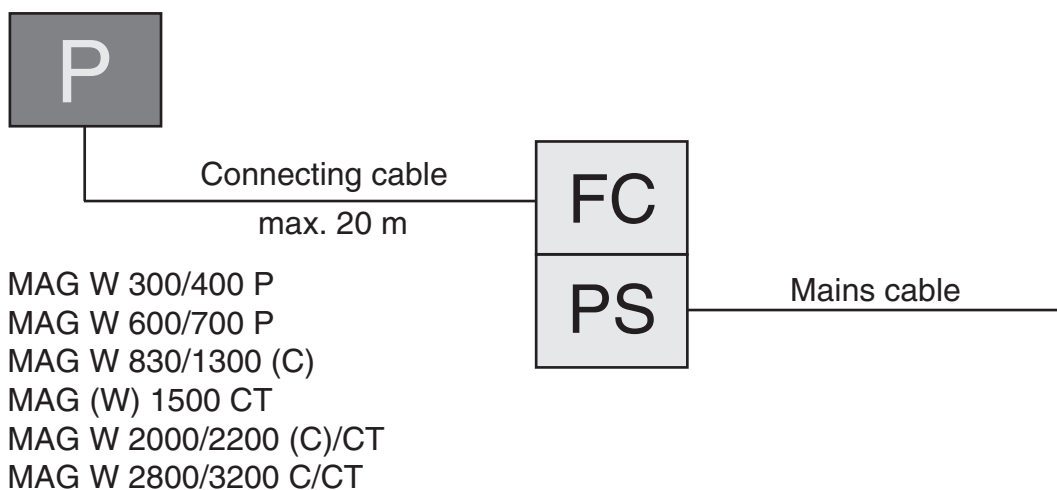 P
Connecting cable
max. 20 m
FC
PS
Mains cable
MAG W 300/400 P
MAG W 600/700 P
MAG W 830/1300 (C)
MAG (W) 1500 CT
MAG W 2000/2200 (C)/CT
MAG W 2800/3200 C/CT